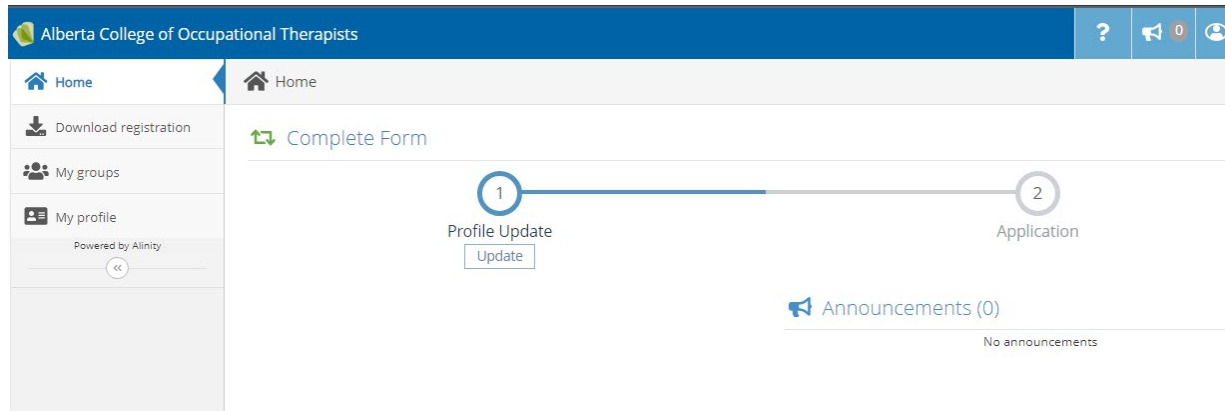 Alberta College of Occupational Therapists
? 0
Home
Download registration
My groups
My profile
Powered by Alinity
Home
Complete Form
1 2
Profile Update Application
Update
Announcements (0)
No announcements